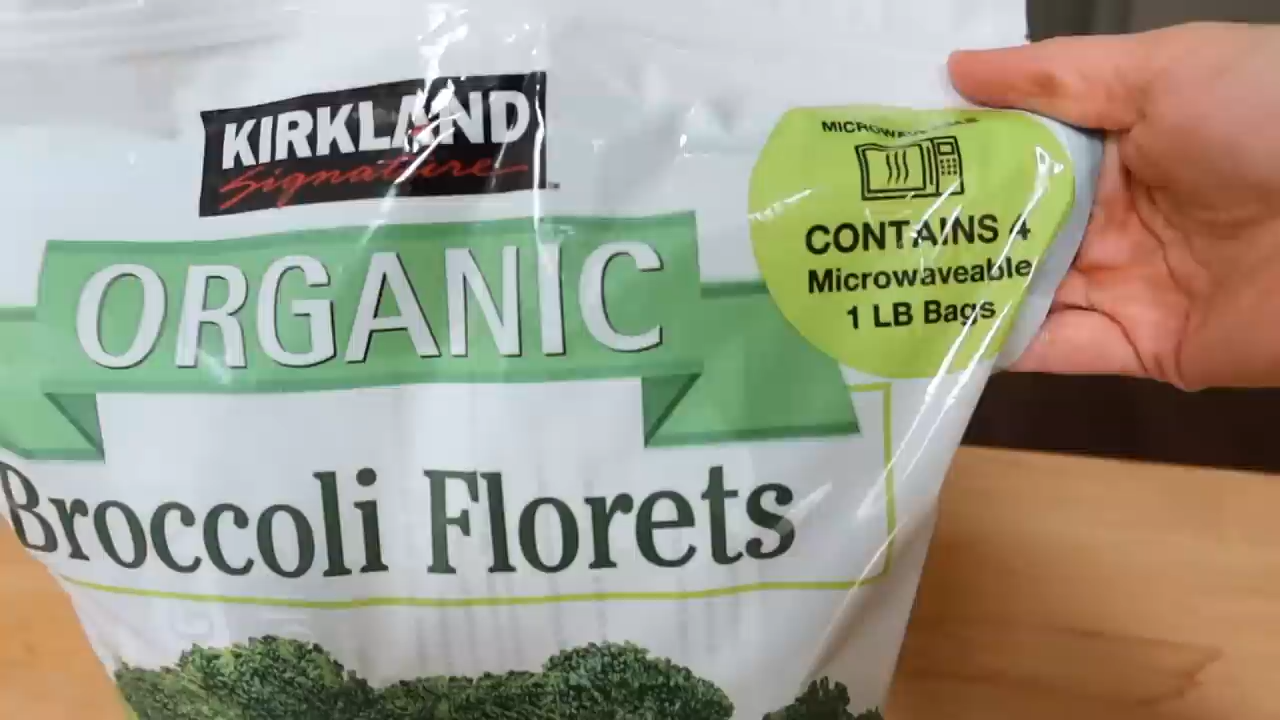 KIRKLAND
Signature
ORGANIC
Broccoli Florets
MICROWAVEABLE
CONTAINS 4
Microwaveable
1 LB Bags